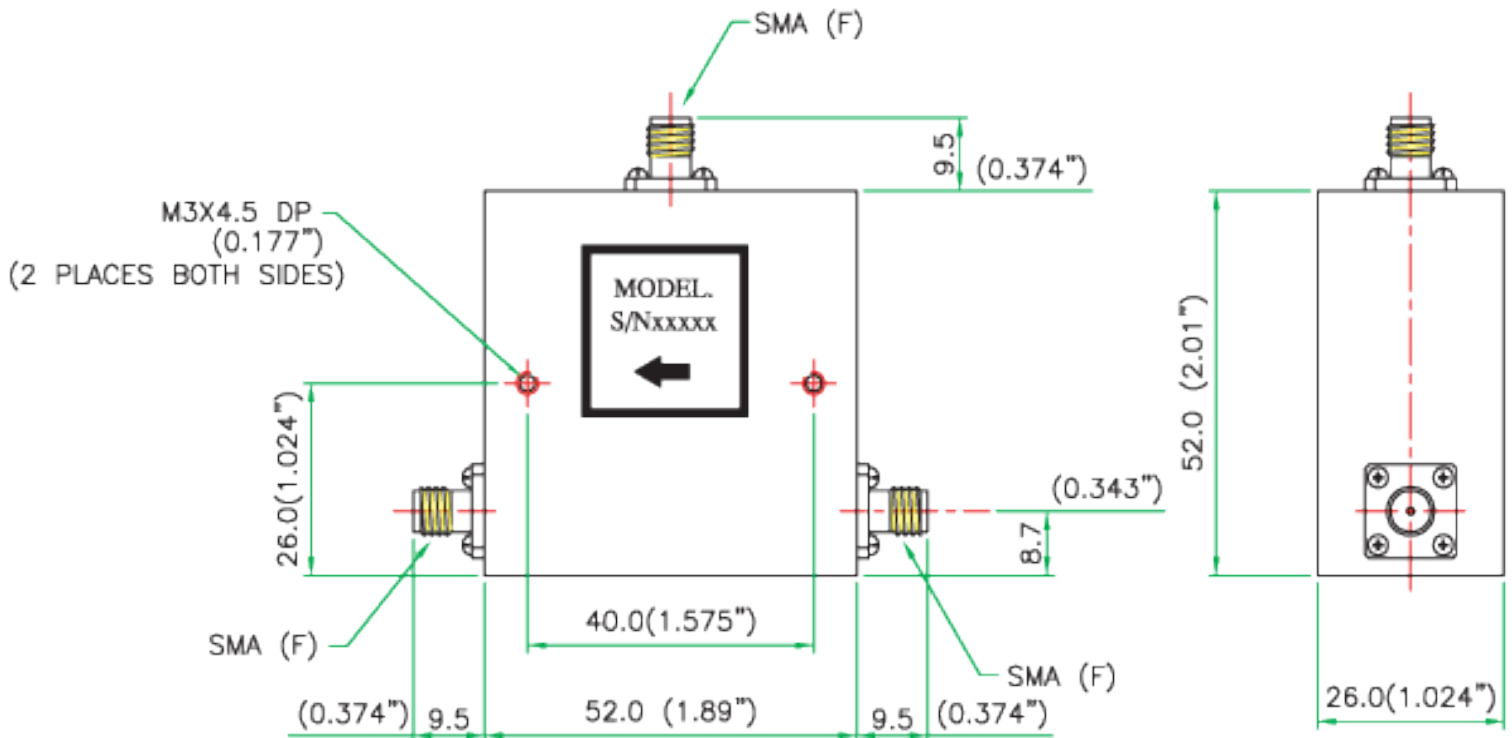 SMA (F)
9.5
(0.374")
M3X4.5 DP
(0.177")
(2 PLACES BOTH SIDES)
MODEL.
S/Nxxxxx
26.0(1.024")
52.0 (2.01")
(0.343")
8.7
40.0(1.575")
SMA (F)
SMA (F)
(0.374") 9.5
52.0 (1.89")
9.5 (0.374")
26.0(1.024")